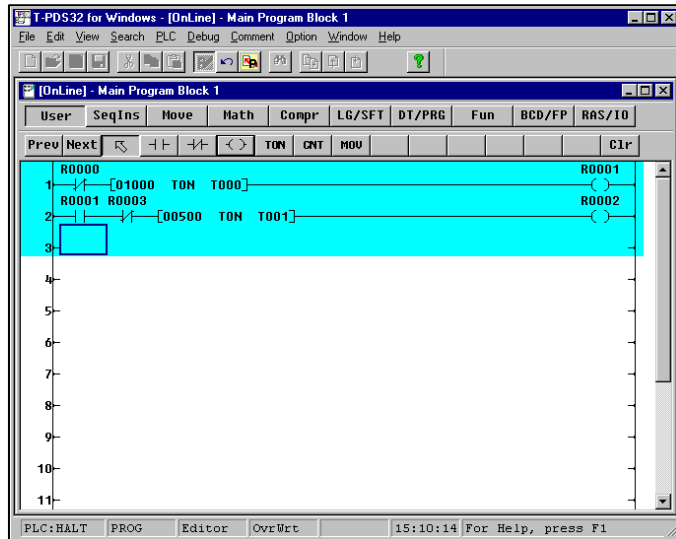 T-PDS32 for Windows - [OnLine] - Main Program Block 1
File Edit View Search PLC Debug Comment Option Window Help
[OnLine] - Main Program Block 1
User SeqIns Move Math Compr LG/SFT DT/PRG Fun BCD/FP RAS/IO
Prev Next TON CNT MOV Clr
R0000 R0001
1 [01000 TON T000]
R0001 R0003 R0002
2 [00500 TON T001]
3
4
5
6
7
8
9
10
11
PLC:HALT PROG Editor OvrWrt 15:10:14 For Help, press F1